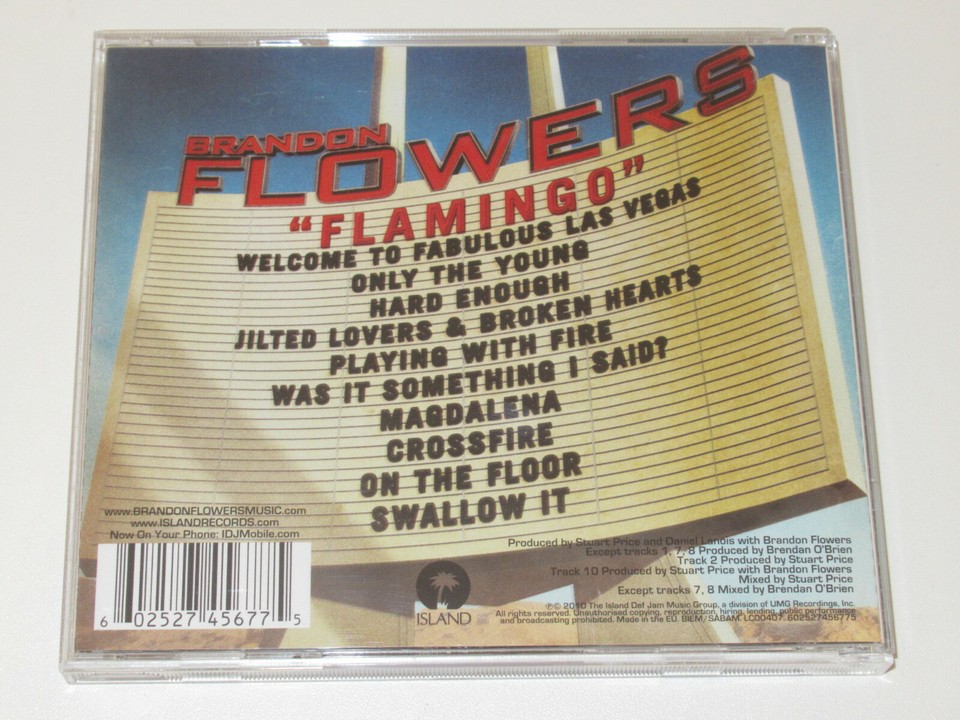 BRANDON
FLOWERS
"FLAMINGO"
WELCOME TO FABULOUS LAS VEGAS
ONLY THE YOUNG
HARD ENOUGH
JILTED LOVERS & BROKEN HEARTS
PLAYING WITH FIRE
WAS IT SOMETHING I SAID?
MAGDALENA
CROSSFIRE
ON THE FLOOR
SWALLOW IT
www.BRANDONFLOWERSMUSIC.com
www.ISLANDRECORDS.com
Now On Your Phone: IDJMobile.com
6 02527 45677 5
ISLAND
Produced by Stuart Price and Daniel Lanois with Brandon Flowers
Except tracks 1, 7, 8 Produced by Brendan O'Brien
Track 2 Produced by Stuart Price
Track 10 Produced by Stuart Price with Brandon Flowers
Mixed by Stuart Price
Except tracks 7, 8 Mixed by Brendan O'Brien
℗© 2010 The Island Def Jam Music Group, a division of UMG Recordings, Inc.
All rights reserved. Unauthorised copying, reproduction, hiring, lending, public performance
and broadcasting prohibited. Made in the EU. BIEM/SABAM. LC00407. 602527456775